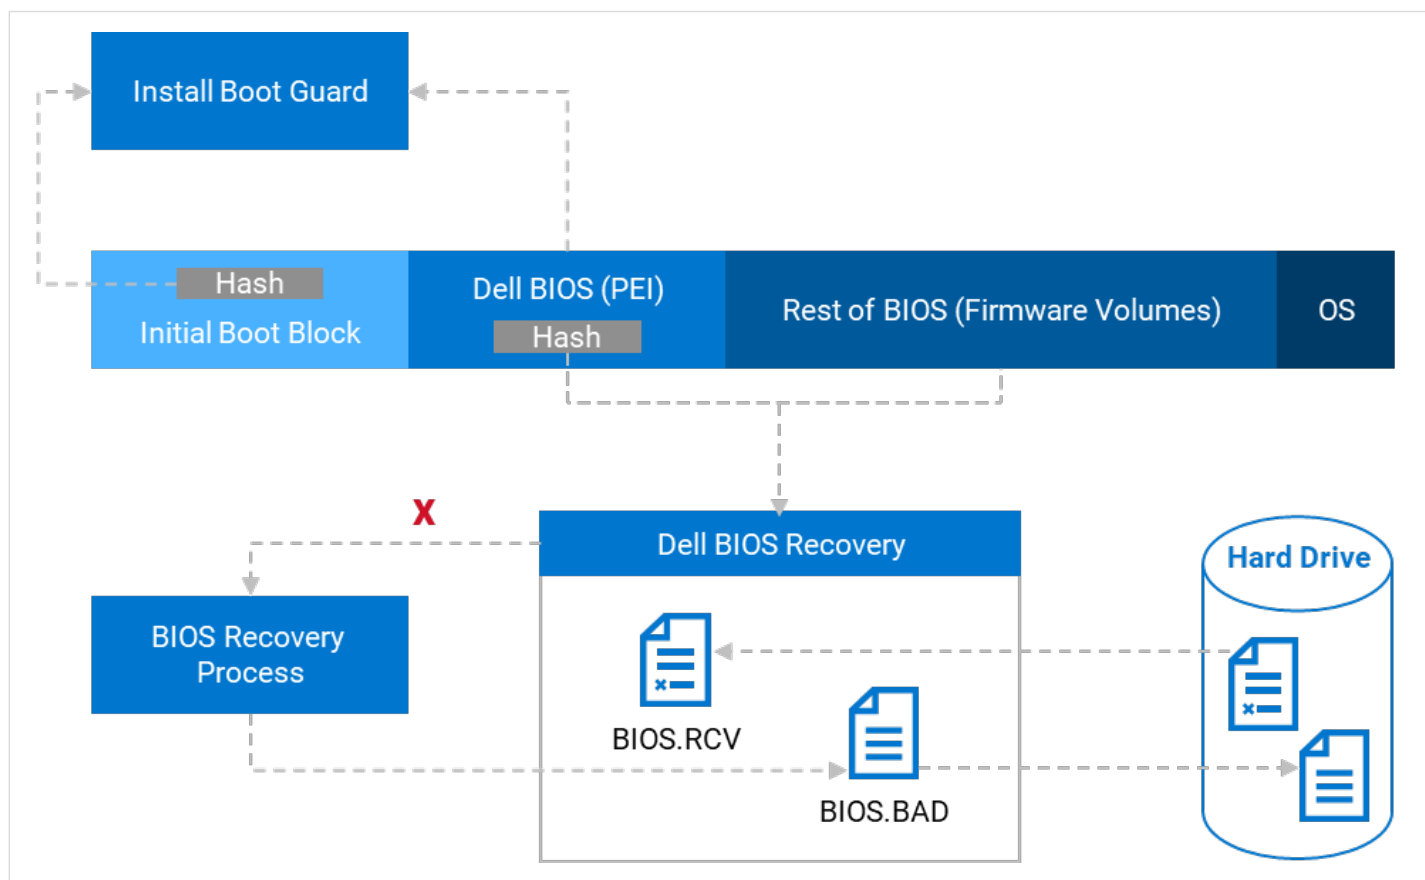 Install Boot Guard
Hash
Initial Boot Block
Dell BIOS (PEI)
Hash
Rest of BIOS (Firmware Volumes)
OS
X
Dell BIOS Recovery
Hard Drive
BIOS Recovery
Process
BIOS.RCV
BIOS.BAD